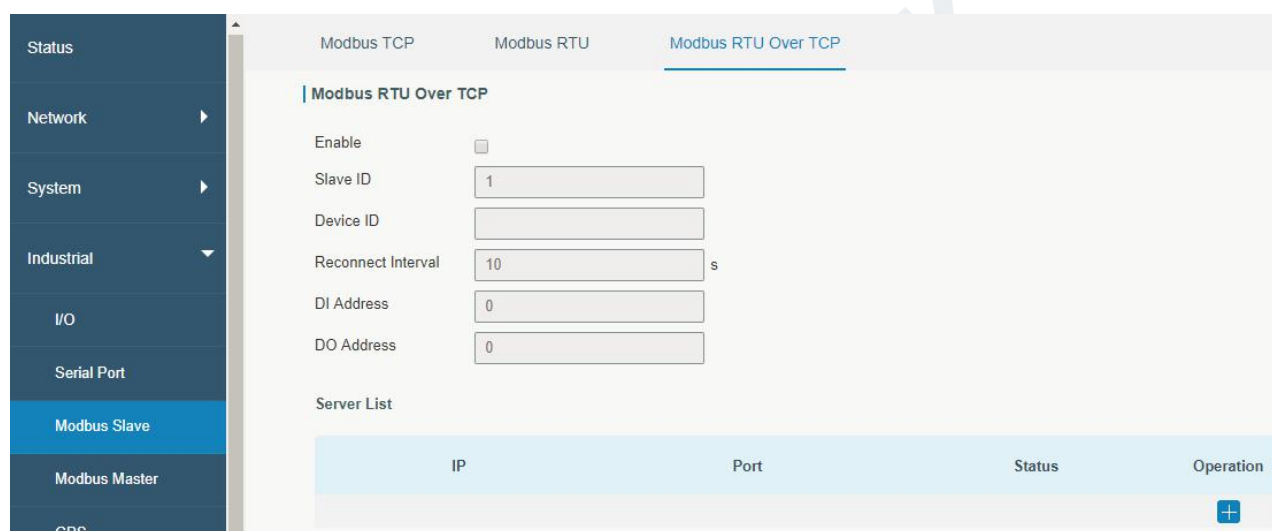 Status
Network
System
Industrial
I/O
Serial Port
Modbus Slave
Modbus Master
Modbus TCP Modbus RTU Modbus RTU Over TCP
Modbus RTU Over TCP
Enable
Slave ID 1
Device ID
Reconnect Interval 10 s
DI Address 0
DO Address 0
Server List
IP Port Status Operation